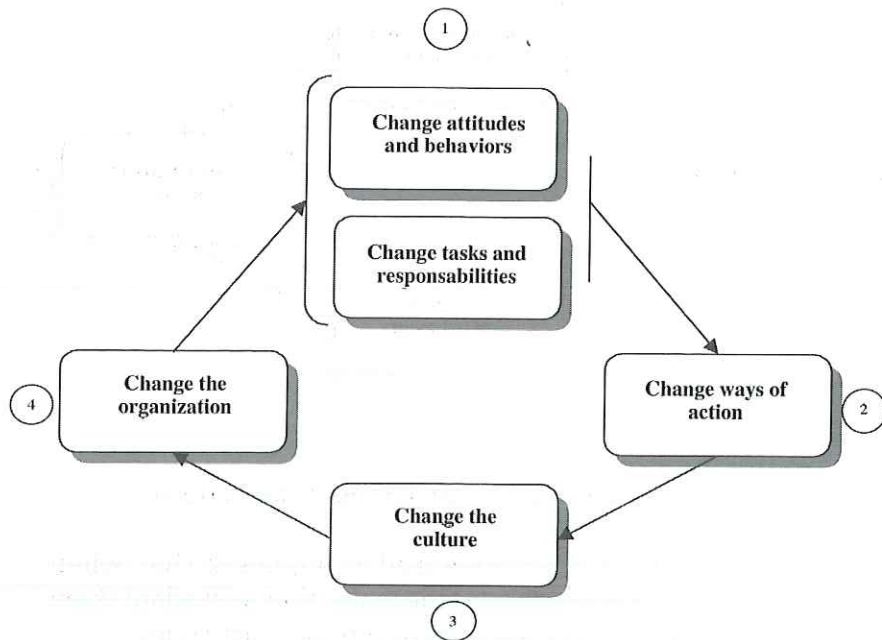 1
Change attitudes
and behaviors
Change tasks and
responsabilities
Change the
organization
4
Change ways of
action
2
Change the
culture
3